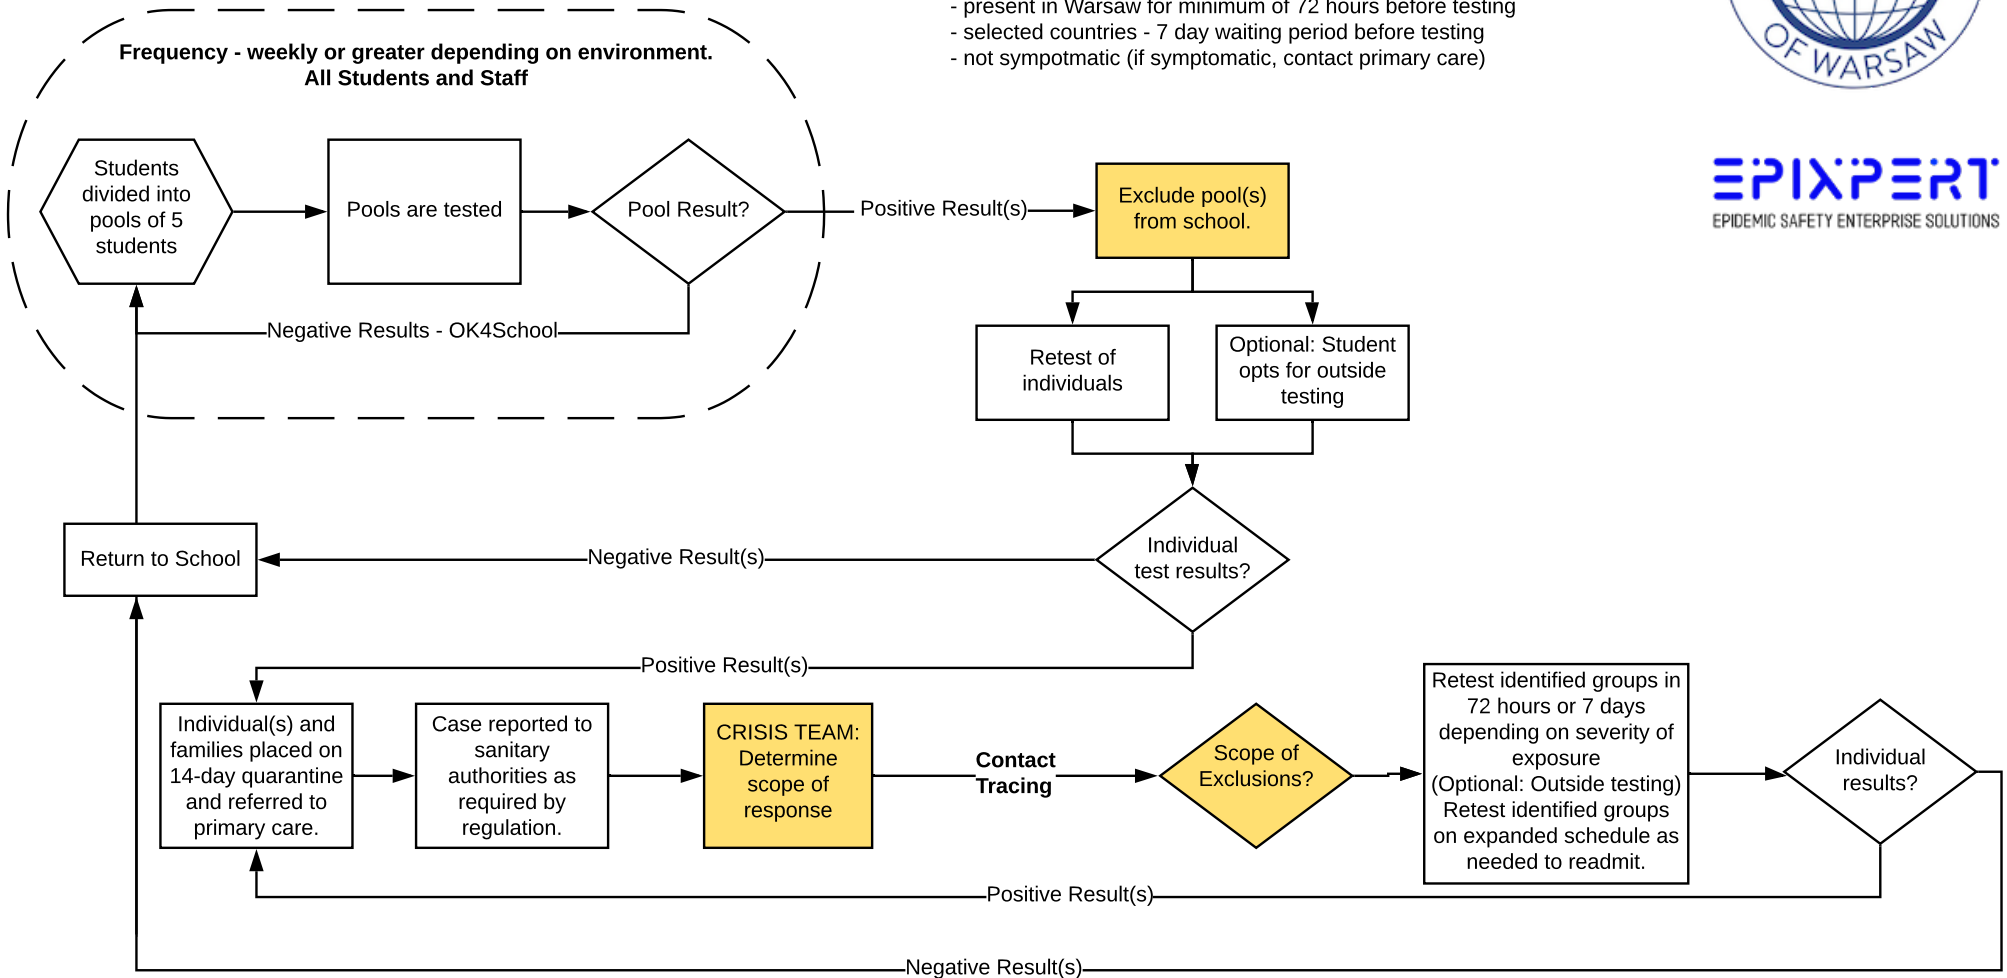 - present in Warsaw for minimum of 72 hours before testing
- selected countries - 7 day waiting period before testing
- not sympotmatic (if symptomatic, contact primary care)
OF WARSAW
EPIXPERT
EPIDEMIC SAFETY ENTERPRISE SOLUTIONS
Frequency - weekly or greater depending on environment.
All Students and Staff
Students
divided into
pools of 5
students
Pools are tested
Pool Result?
Positive Result(s)
Exclude pool(s)
from school.
Negative Results - OK4School
Retest of
individuals
Optional: Student
opts for outside
testing
Return to School
Negative Result(s)
Individual
test results?
Positive Result(s)
Individual(s) and
families placed on
14-day quarantine
and referred to
primary care.
Case reported to
sanitary
authorities as
required by
regulation.
CRISIS TEAM:
Determine
scope of
response
Contact
Tracing
Scope of
Exclusions?
Retest identified groups in
72 hours or 7 days
depending on severity of
exposure
(Optional: Outside testing)
Retest identified groups
on expanded schedule as
needed to readmit.
Individual
results?
Positive Result(s)
Negative Result(s)